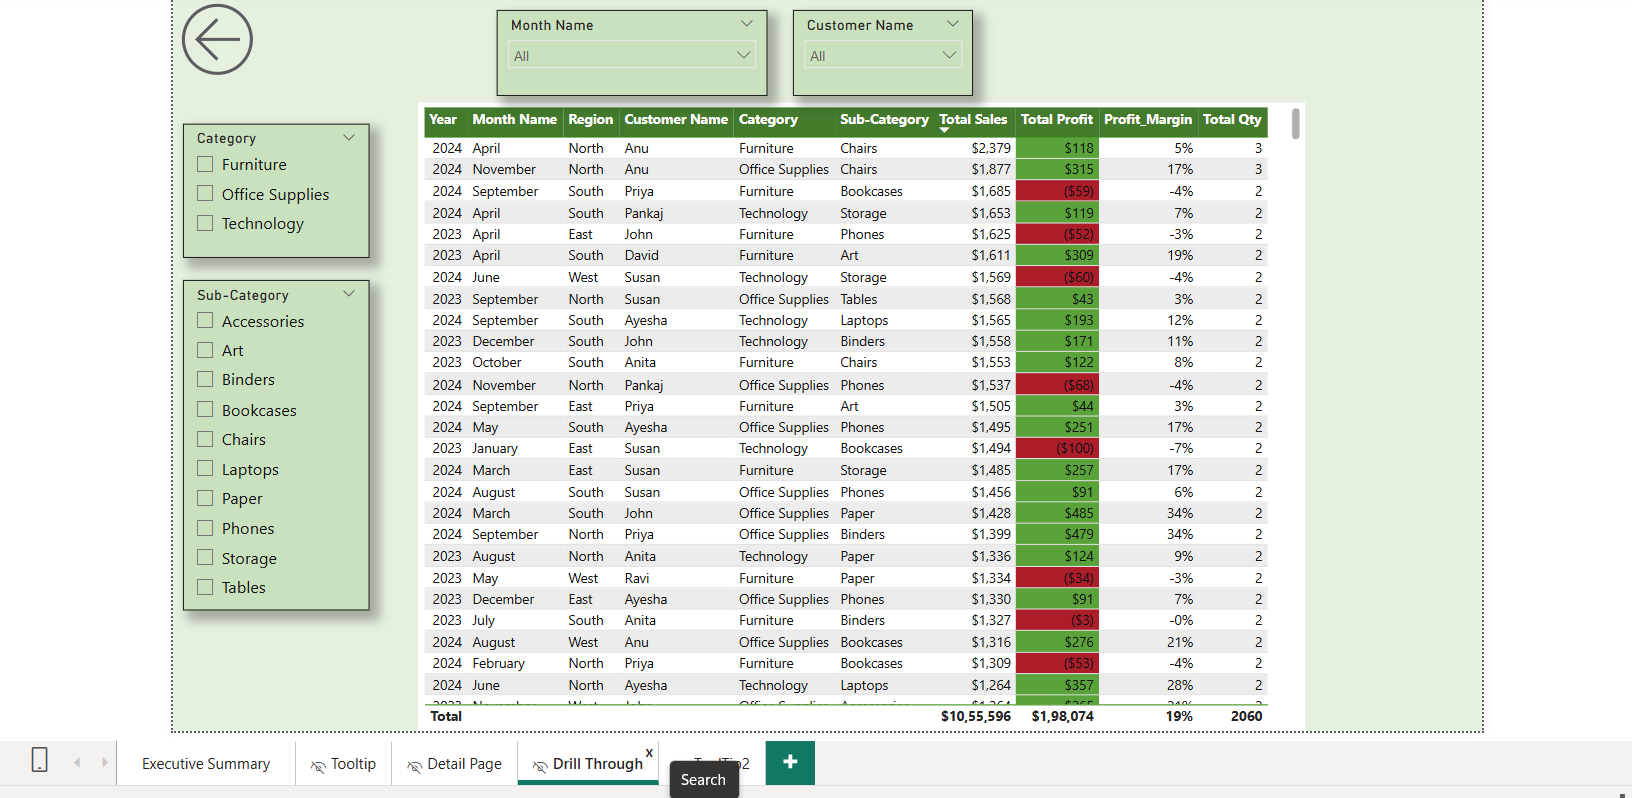 Month Name
All
Customer Name
All
Category
Furniture
Office Supplies
Technology
Sub-Category
Accessories
Art
Binders
Bookcases
Chairs
Laptops
Paper
Phones
Storage
Tables
Year Month Name Region Customer Name Category Sub-Category Total Sales Total Profit Profit_Margin Total Qty
2024 April North Anu Furniture Chairs $2,379 $118 5% 3
2024 November North Anu Office Supplies Chairs $1,877 $315 17% 3
2024 September South Priya Furniture Bookcases $1,685 ($59) -4% 2
2024 April South Pankaj Technology Storage $1,653 $119 7% 2
2023 April East John Furniture Phones $1,625 ($52) -3% 2
2023 April South David Furniture Art $1,611 $309 19% 2
2024 June West Susan Technology Storage $1,569 ($60) -4% 2
2023 September North Susan Office Supplies Tables $1,568 $43 3% 2
2024 September South Ayesha Technology Laptops $1,565 $193 12% 2
2023 December South John Technology Binders $1,558 $171 11% 2
2023 October South Anita Furniture Chairs $1,553 $122 8% 2
2024 November North Pankaj Office Supplies Phones $1,537 ($68) -4% 2
2024 September East Priya Furniture Art $1,505 $44 3% 2
2024 May South Ayesha Office Supplies Phones $1,495 $251 17% 2
2023 January East Susan Technology Bookcases $1,494 ($100) -7% 2
2024 March East Susan Furniture Storage $1,485 $257 17% 2
2024 August South Susan Office Supplies Phones $1,456 $91 6% 2
2024 March South John Office Supplies Paper $1,428 $485 34% 2
2024 September North Priya Office Supplies Binders $1,399 $479 34% 2
2023 August North Anita Technology Paper $1,336 $124 9% 2
2023 May West Ravi Furniture Paper $1,334 ($34) -3% 2
2023 December East Ayesha Office Supplies Phones $1,330 $91 7% 2
2023 July South Anita Furniture Binders $1,327 ($3) -0% 2
2024 August West Anu Office Supplies Bookcases $1,316 $276 21% 2
2024 February North Priya Furniture Bookcases $1,309 ($53) -4% 2
2024 June North Ayesha Technology Laptops $1,264 $357 28% 2
Total $10,55,596 $1,98,074 19% 2060
Executive Summary Tooltip Detail Page Drill Through x
Search